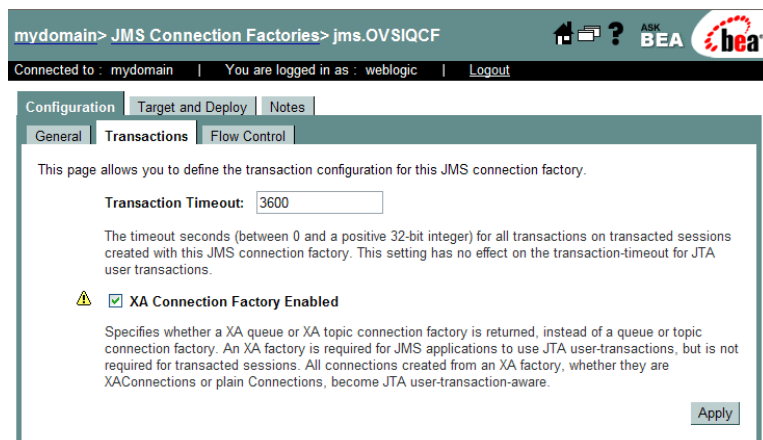 mydomain> JMS Connection Factories> jms.OVSIQCF
? ASK BEA bea
Connected to : mydomain | You are logged in as : weblogic | Logout
Configuration Target and Deploy Notes
General Transactions Flow Control
This page allows you to define the transaction configuration for this JMS connection factory.
Transaction Timeout: 3600
The timeout seconds (between 0 and a positive 32-bit integer) for all transactions on transacted sessions
created with this JMS connection factory. This setting has no effect on the transaction-timeout for JTA
user transactions.
XA Connection Factory Enabled
Specifies whether a XA queue or XA topic connection factory is returned, instead of a queue or topic
connection factory. An XA factory is required for JMS applications to use JTA user-transactions, but is not
required for transacted sessions. All connections created from an XA factory, whether they are
XAConnections or plain Connections, become JTA user-transaction-aware.
Apply